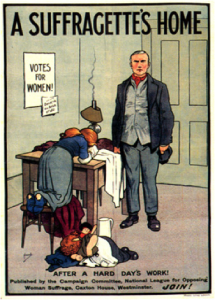 A SUFFRAGETTE'S HOME
VOTES
FOR
WOMEN!
AFTER A HARD DAY'S WORK!
Published by the Campaign Committee, National League for Opposing
Woman Suffrage, Caxton House, Westminster. JOIN!